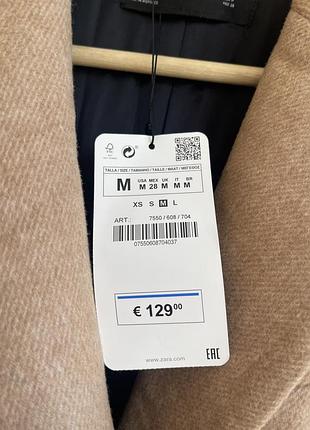 TALLA / SIZE / TAMANHO / TAILLE / MAAT / ΜΕΓΕΘΟΣ
M
USA MEX UK IT BR
M 28 M M M
XS S M L
ART.: 7550 / 608 / 704
07550608704037
€ 129,00
www.zara.com
EAC